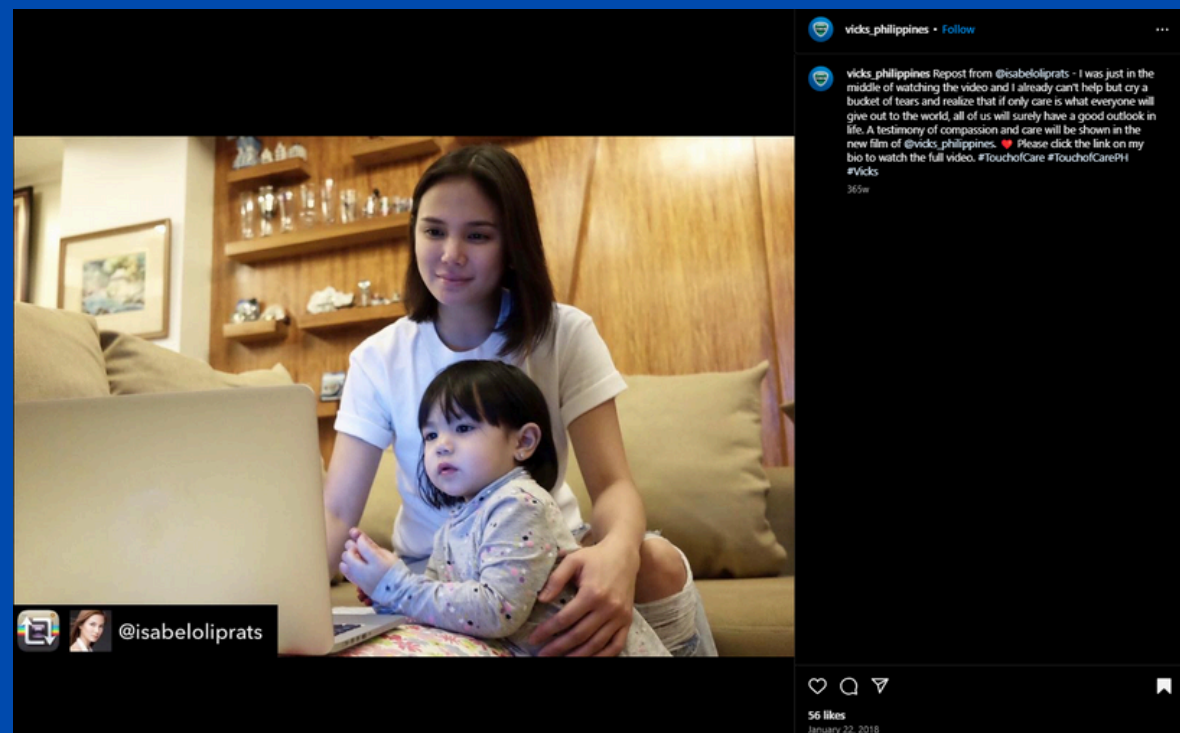 vicks_philippines • Follow
vicks_philippines Repost from @isabeloliprats - I was just in the
middle of watching the video and I already can't help but cry a
bucket of tears and realize that if only care is what everyone will
give out to the world, all of us will surely have a good outlook in
life. A testimony of compassion and care will be shown in the
new film of @vicks_philippines. ❤️ Please click the link on my
bio to watch the full video. #TouchofCare #TouchofCarePH
#Vicks
365w
@isabeloliprats
56 likes
January 22, 2018